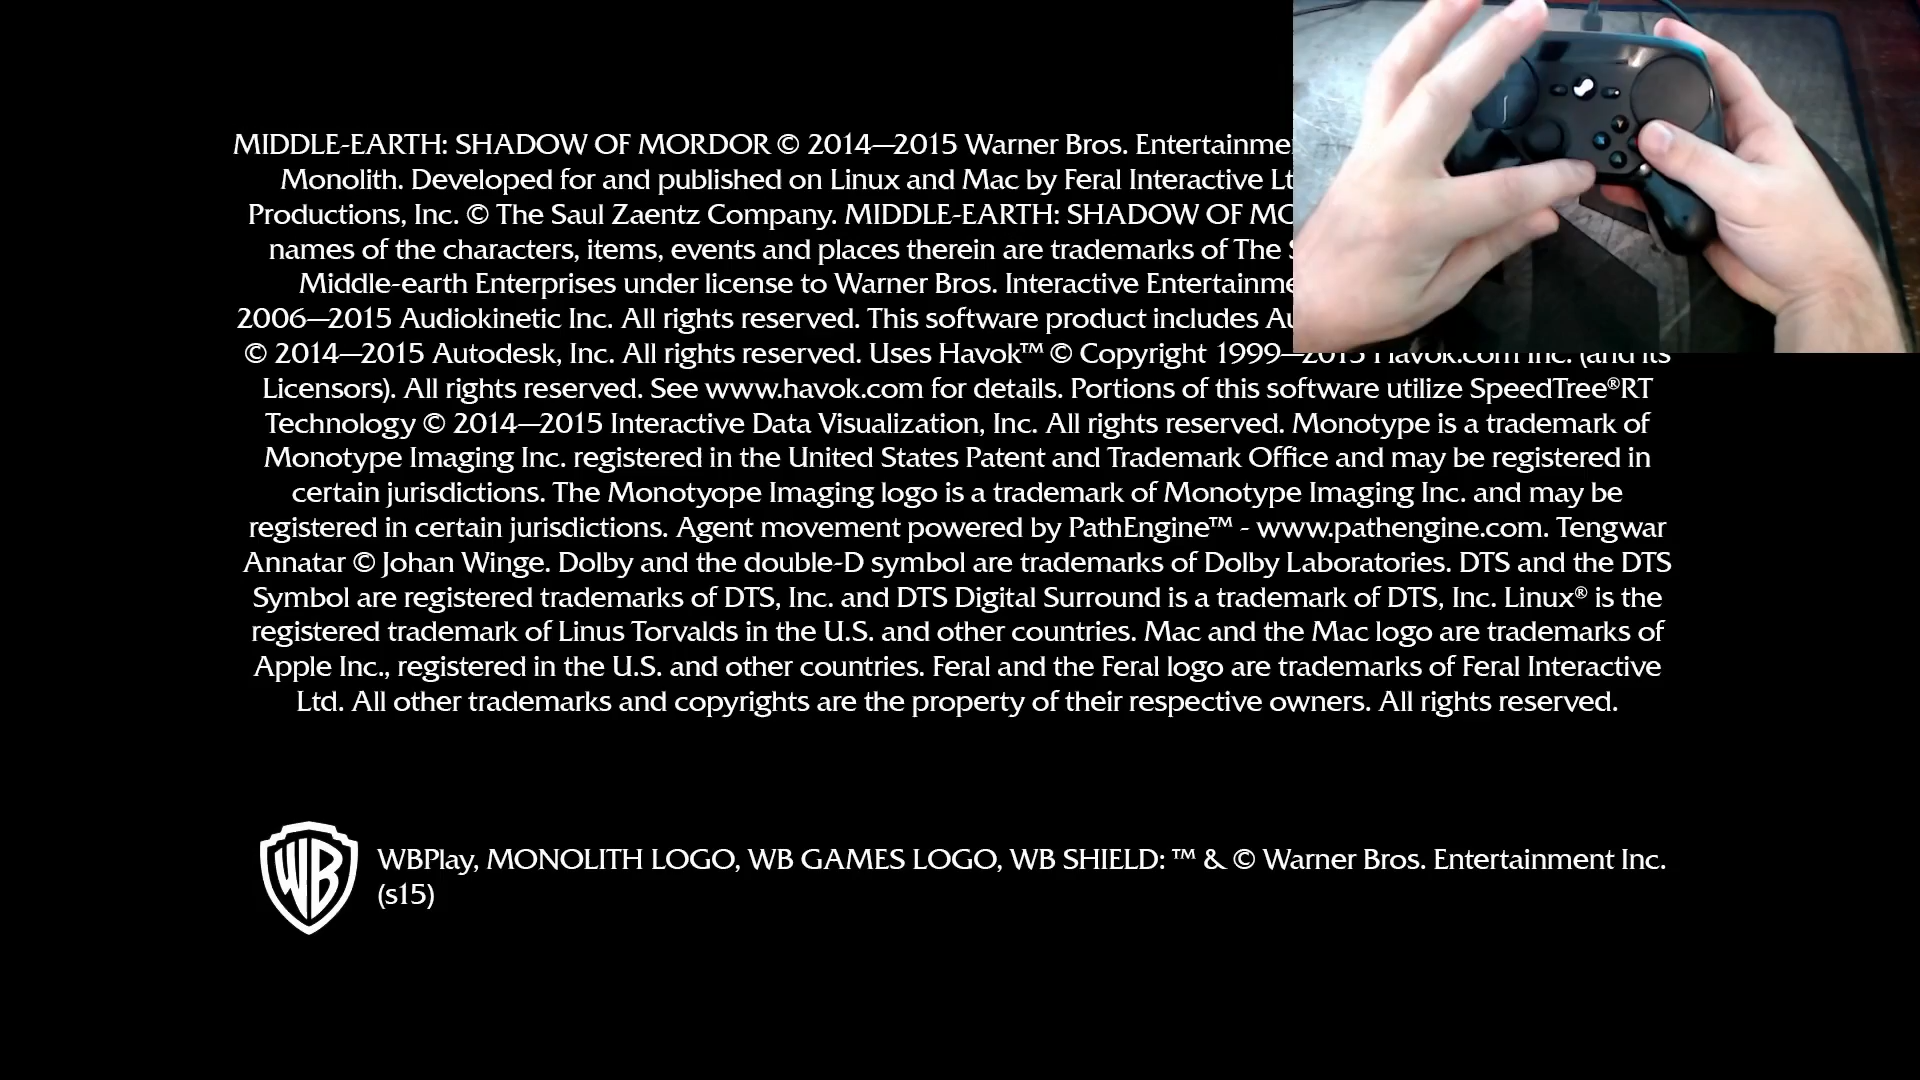 MIDDLE-EARTH: SHADOW OF MORDOR © 2014—2015 Warner Bros.
Monolith. Developed for and published on Linux and Mac by Feral Interactive
Productions, Inc. © The Saul Zaentz Company. MIDDLE-EARTH: SHADOW OF
names of the characters, items, events and places therein are trademarks of The
Middle-earth Enterprises under license to Warner Bros. Interactive
2006—2015 Audiokinetic Inc. All rights reserved. This software product includes
© 2014—2015 Autodesk, Inc. All rights reserved. Uses Havok™ © Copyright 1999—2015 Havok.com Inc. (and its
Licensors). All rights reserved. See www.havok.com for details. Portions of this software utilize SpeedTree®RT
Technology © 2014—2015 Interactive Data Visualization, Inc. All rights reserved. Monotype is a trademark of
Monotype Imaging Inc. registered in the United States Patent and Trademark Office and may be registered in
certain jurisdictions. The Monotyope Imaging logo is a trademark of Monotype Imaging Inc. and may be
registered in certain jurisdictions. Agent movement powered by PathEngine™ - www.pathengine.com. Tengwar
Annatar © Johan Winge. Dolby and the double-D symbol are trademarks of Dolby Laboratories. DTS and the DTS
Symbol are registered trademarks of DTS, Inc. and DTS Digital Surround is a trademark of DTS, Inc. Linux® is the
registered trademark of Linus Torvalds in the U.S. and other countries. Mac and the Mac logo are trademarks of
Apple Inc., registered in the U.S. and other countries. Feral and the Feral logo are trademarks of Feral Interactive
Ltd. All other trademarks and copyrights are the property of their respective owners. All rights reserved.
WB
WBPlay, MONOLITH LOGO, WB GAMES LOGO, WB SHIELD: ™ & © Warner Bros. Entertainment Inc.
(s15)